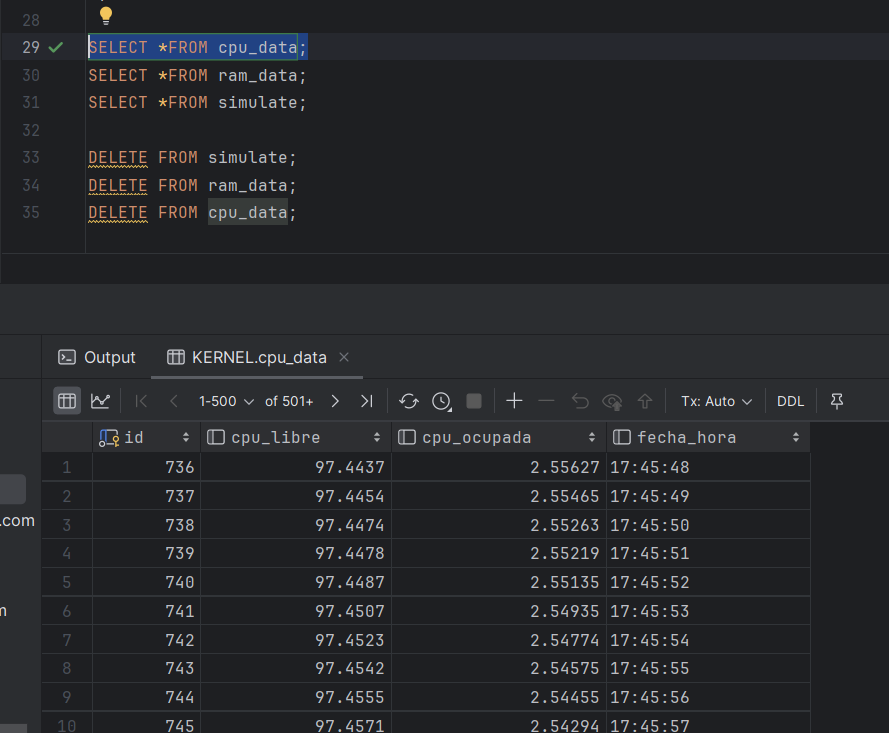 28
29 SELECT *FROM cpu_data;
30 SELECT *FROM ram_data;
31 SELECT *FROM simulate;
32
33 DELETE FROM simulate;
34 DELETE FROM ram_data;
35 DELETE FROM cpu_data;
Output KERNEL.cpu_data
1-500 of 501+ Tx: Auto DDL
id cpu_libre cpu_ocupada fecha_hora
1 736 97.4437 2.55627 17:45:48
2 737 97.4454 2.55465 17:45:49
3 738 97.4474 2.55263 17:45:50
.com
4 739 97.4478 2.55219 17:45:51
5 740 97.4487 2.55135 17:45:52
6 741 97.4507 2.54935 17:45:53
7 742 97.4523 2.54774 17:45:54
8 743 97.4542 2.54575 17:45:55
9 744 97.4555 2.54455 17:45:56
10 745 97.4571 2.54294 17:45:57